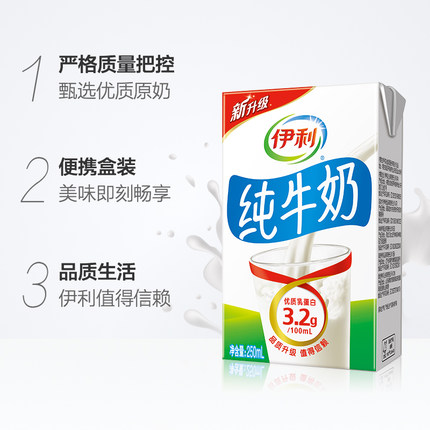 1
严格质量把控
甄选优质原奶
2
便携盒装
美味即刻畅享
3
品质生活
伊利值得信赖
新升级
伊利
®
纯牛奶
优质乳蛋白
3.2g
/100mL
品质升级 值得信赖
净含量:250mL